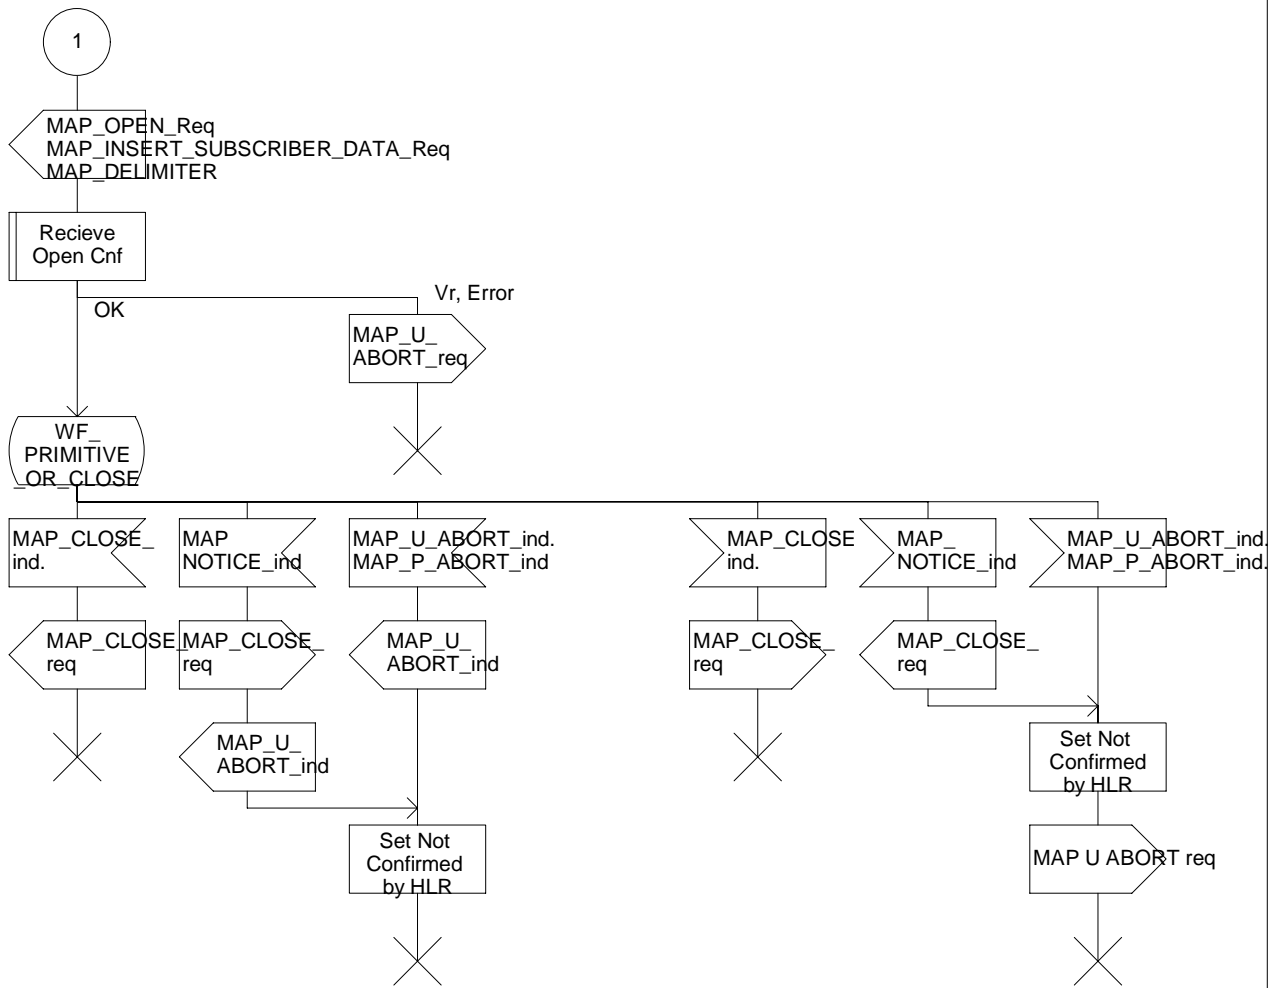 1
MAP_OPEN_Req
MAP_INSERT_SUBSCRIBER_DATA_Req
MAP_DELIMITER
Recieve
Open Cnf
OK
Vr, Error
MAP_U_
ABORT_req
WF_
PRIMITIVE
_OR_CLOSE
MAP_CLOSE_
ind.
MAP
NOTICE_ind
MAP_U_ABORT_ind.
MAP_P_ABORT_ind
MAP_CLOSE
ind.
MAP_
NOTICE_ind
MAP_U_ABORT_ind.
MAP_P_ABORT_ind.
MAP_CLOSE_
req
MAP_CLOSE_
req
MAP_U_
ABORT_ind
MAP_CLOSE_
req
MAP_CLOSE_
req
MAP_U_
ABORT_ind
Set Not
Confirmed
by HLR
Set Not
Confirmed
by HLR
MAP U ABORT req